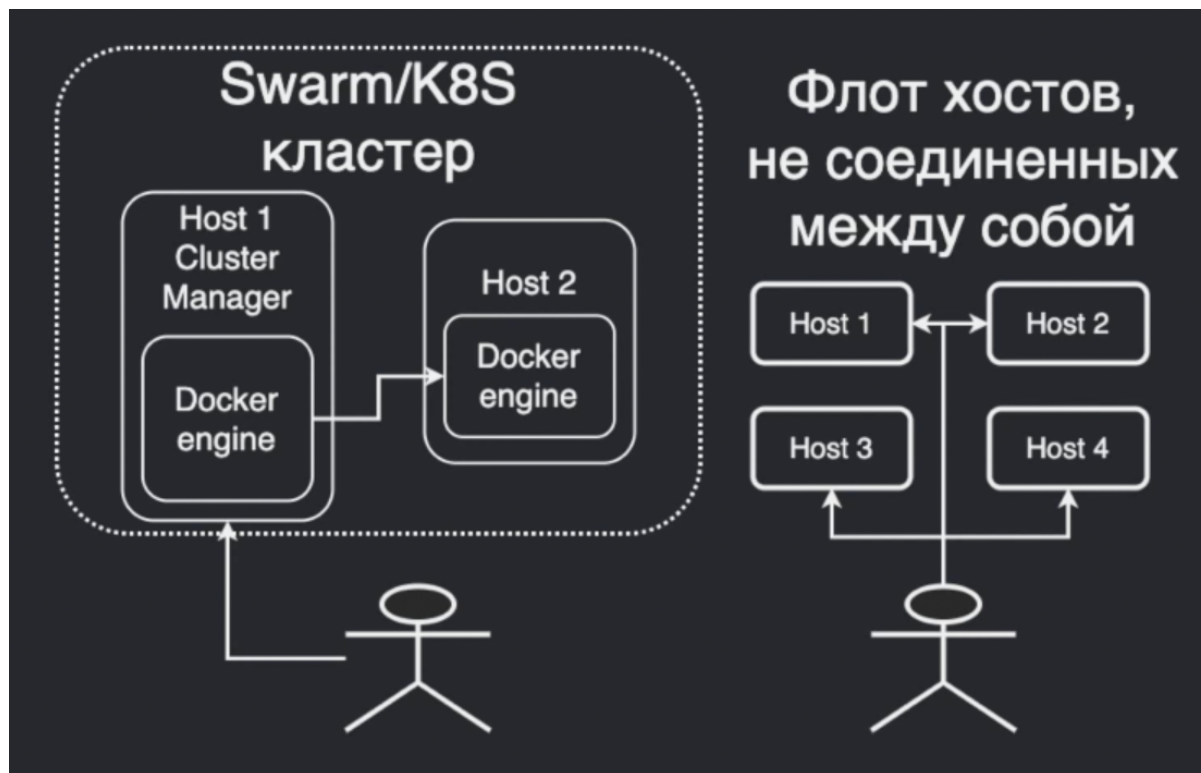 Swarm/K8S
кластер
Host 1
Cluster
Manager
Docker
engine
Host 2
Docker
engine
Флот хостов,
не соединенных
между собой
Host 1
Host 2
Host 3
Host 4